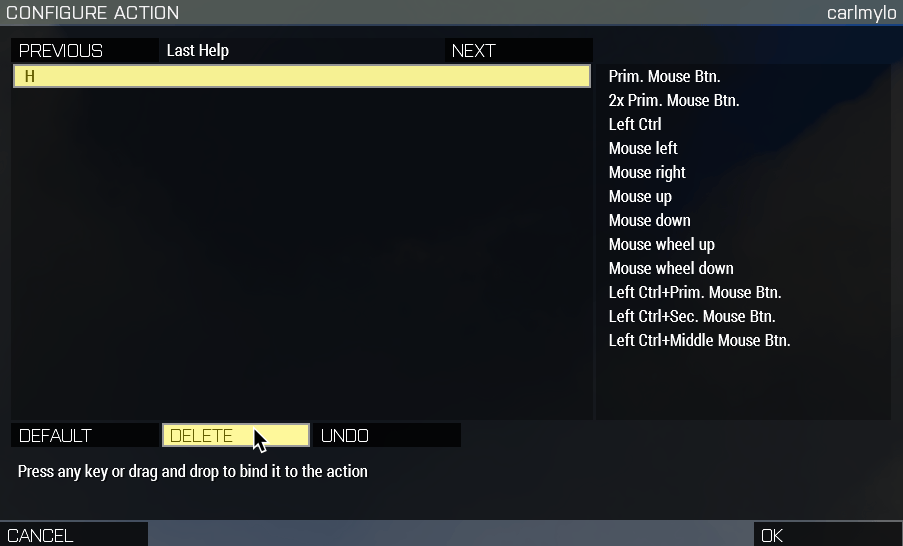 CONFIGURE ACTION carlmylo
PREVIOUS Last Help NEXT
H
Prim. Mouse Btn.
2x Prim. Mouse Btn.
Left Ctrl
Mouse left
Mouse right
Mouse up
Mouse down
Mouse wheel up
Mouse wheel down
Left Ctrl+Prim. Mouse Btn.
Left Ctrl+Sec. Mouse Btn.
Left Ctrl+Middle Mouse Btn.
DEFAULT DELETE UNDO
Press any key or drag and drop to bind it to the action
CANCEL OK